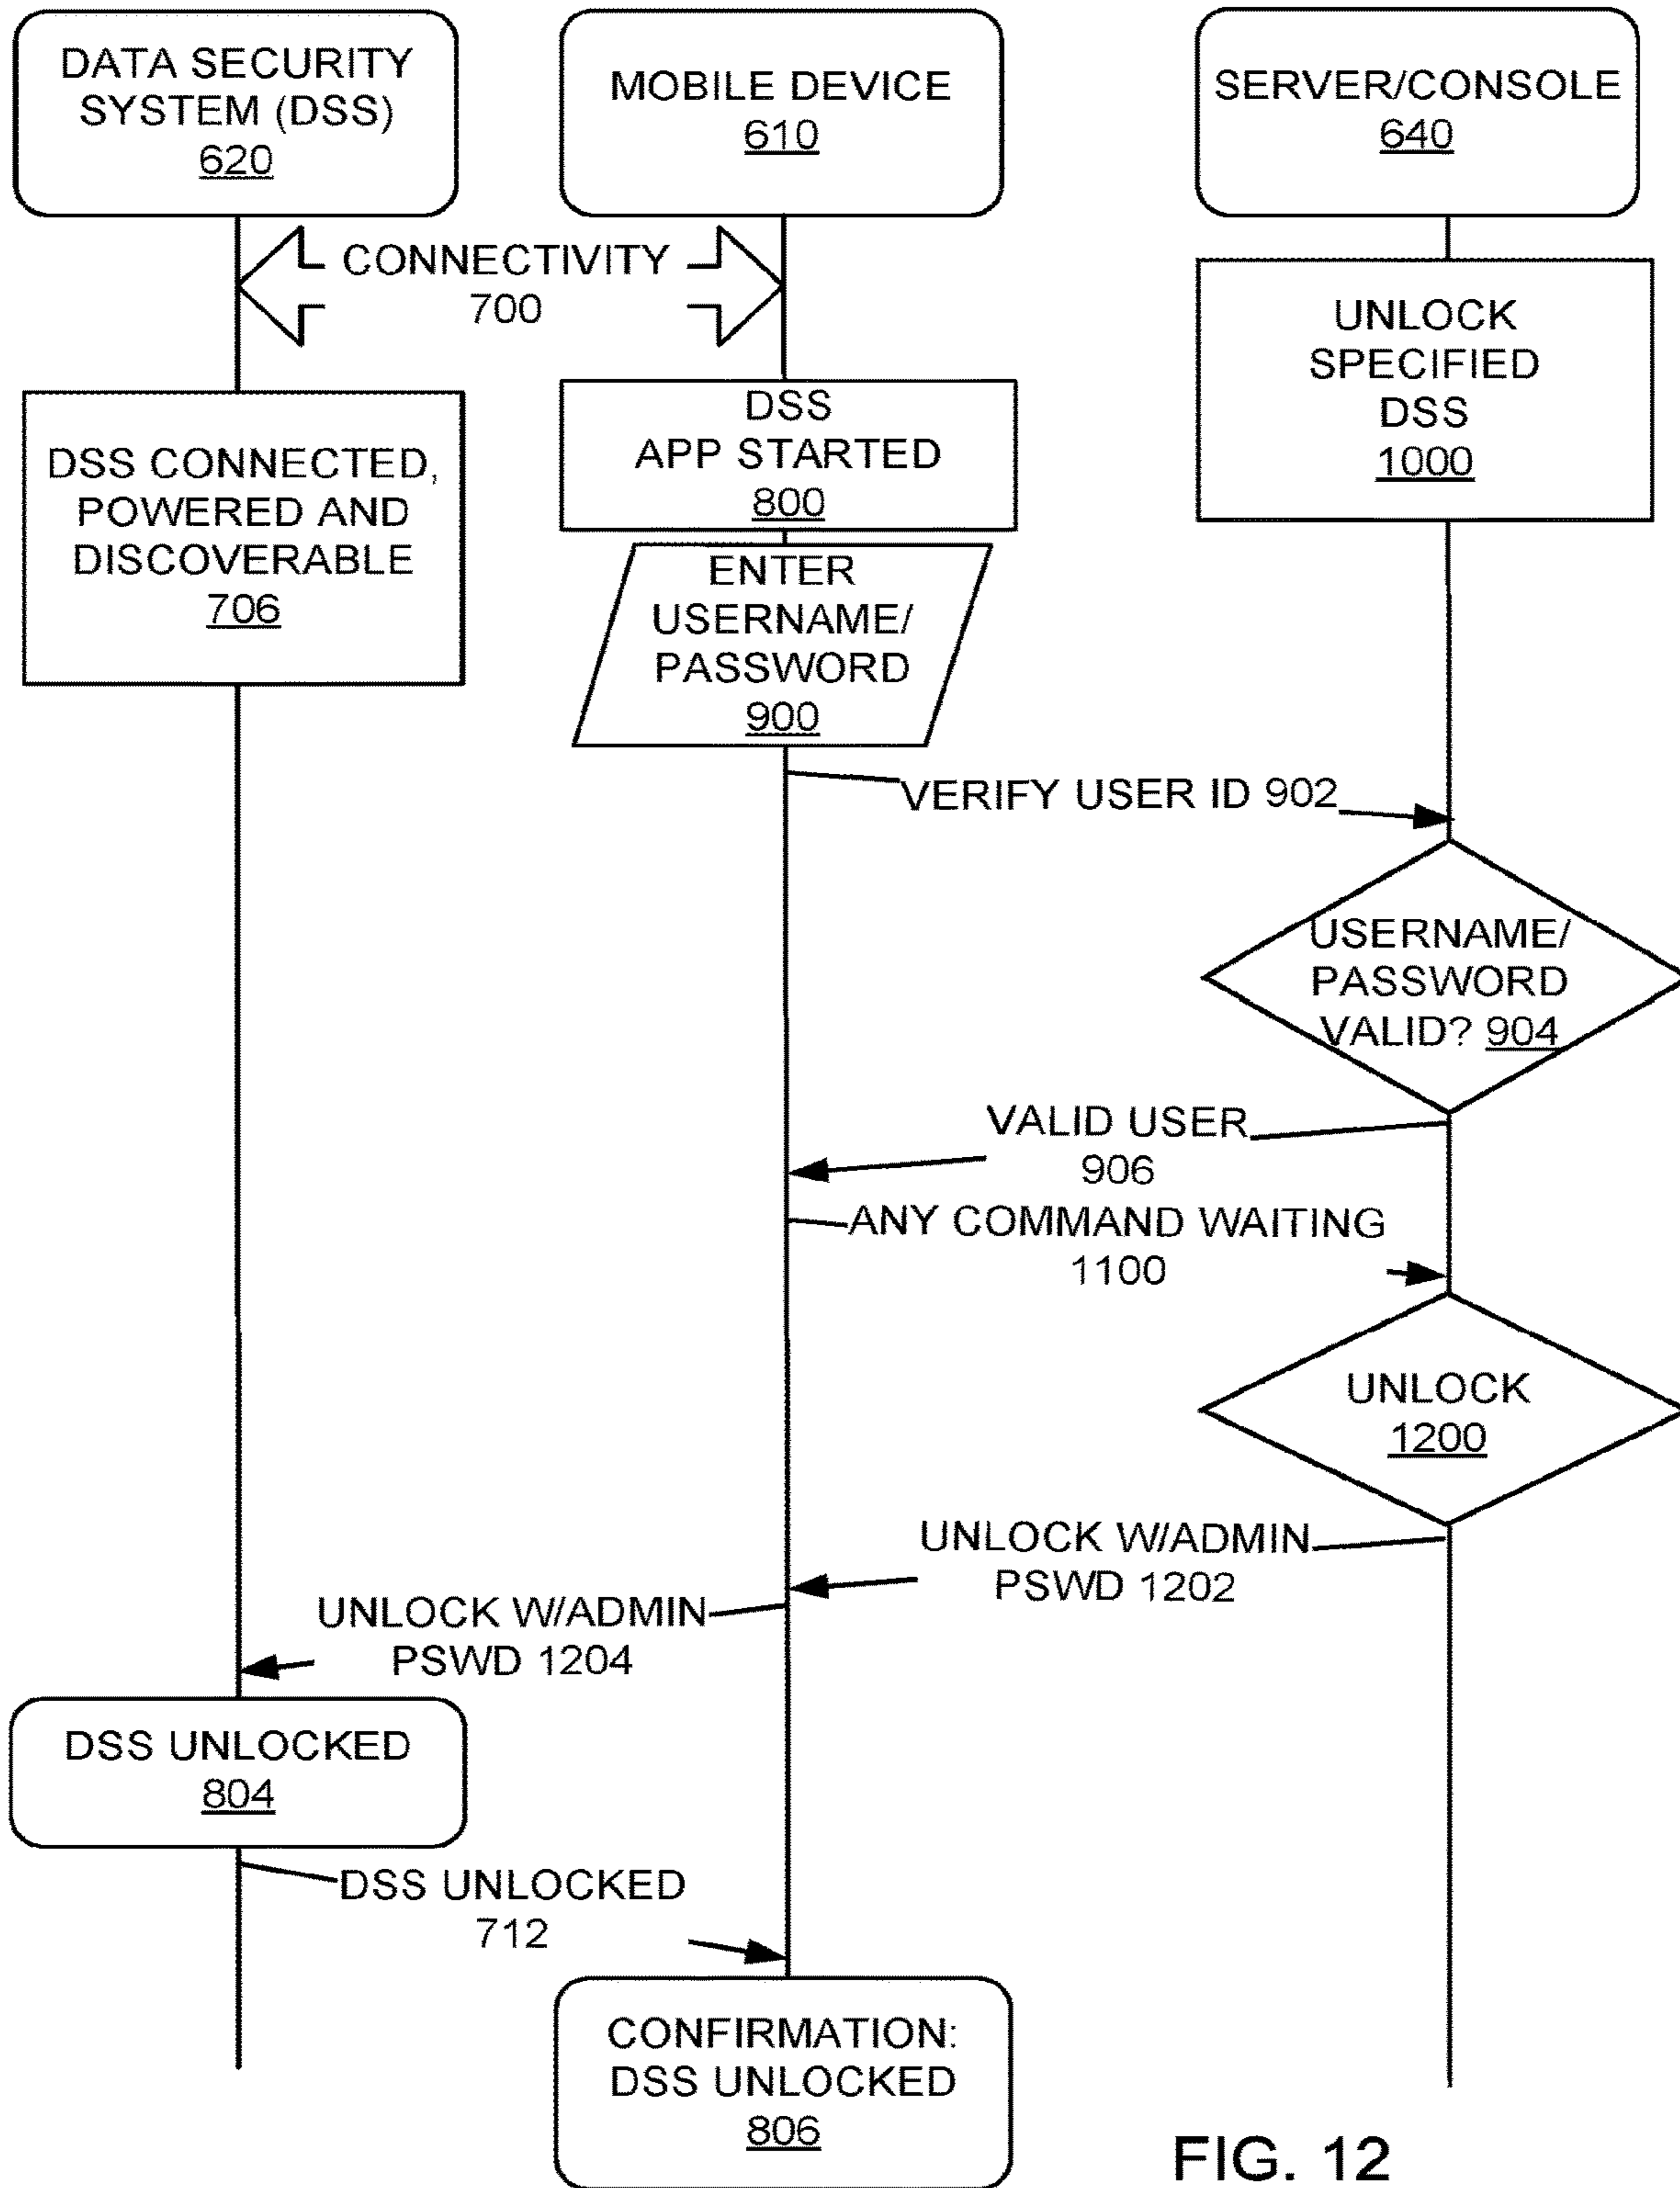 DATA SECURITY
SYSTEM (DSS)
620
MOBILE DEVICE
610
SERVER/CONSOLE
640
CONNECTIVITY
700
UNLOCK
SPECIFIED
DSS
1000
DSS CONNECTED,
POWERED AND
DISCOVERABLE
706
DSS
APP STARTED
800
ENTER
USERNAME/
PASSWORD
900
VERIFY USER ID 902
USERNAME/
PASSWORD
VALID? 904
VALID USER
906
ANY COMMAND WAITING
1100
UNLOCK
1200
UNLOCK W/ADMIN
PSWD 1202
UNLOCK W/ADMIN
PSWD 1204
DSS UNLOCKED
804
DSS UNLOCKED
712
CONFIRMATION:
DSS UNLOCKED
806
FIG. 12